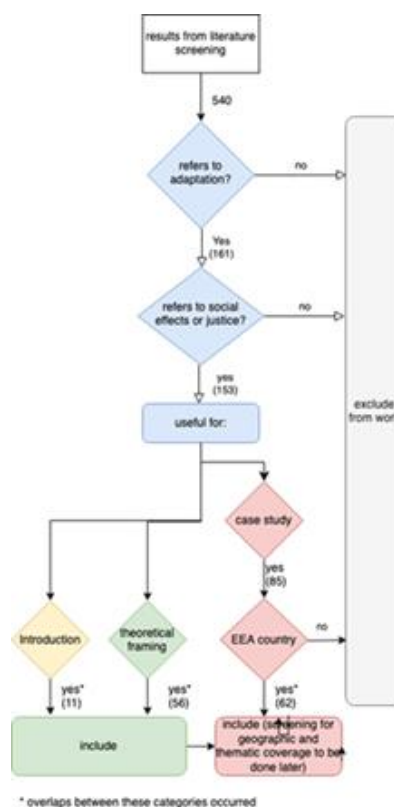 results from literature
screening
540
refers to
adaptation?
no
Yes
(161)
refers to social
effects or justice?
no
yes
(153)
exclude
from work
useful for:
case study
yes
(85)
Introduction
theoretical
framing
EEA country
no
yes*
(11)
yes*
(56)
yes*
(62)
include
include (screening for
geographic and
thematic coverage to be
done later)
* overlaps between these categories occurred